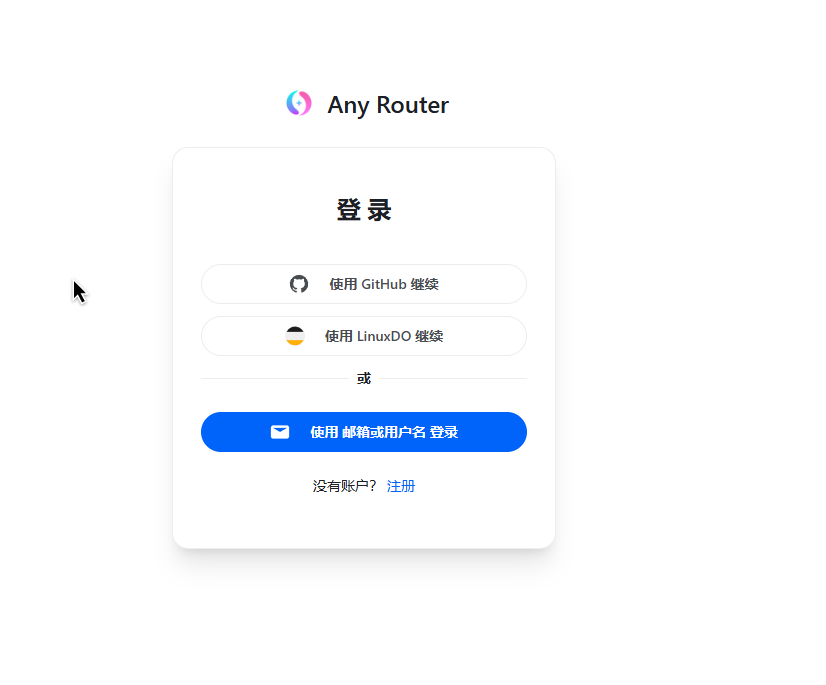 Any Router
登 录
使用 GitHub 继续
使用 LinuxDO 继续
或
使用 邮箱或用户名 登录
没有账户? 注册